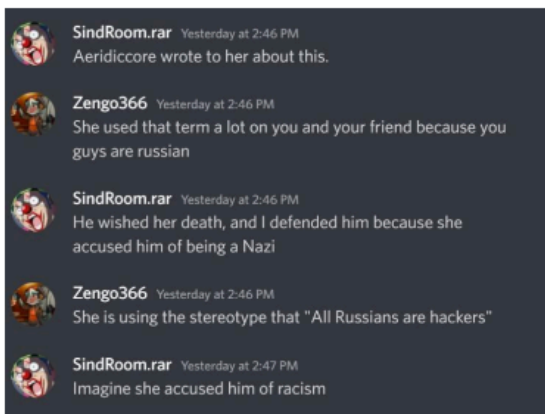 SindRoom.rar Yesterday at 2:46 PM
Aeridiccore wrote to her about this.
Zengo366 Yesterday at 2:46 PM
She used that term a lot on you and your friend because you
guys are russian
SindRoom.rar Yesterday at 2:46 PM
He wished her death, and I defended him because she
accused him of being a Nazi
Zengo366 Yesterday at 2:46 PM
She is using the stereotype that "All Russians are hackers"
SindRoom.rar Yesterday at 2:47 PM
Imagine she accused him of racism